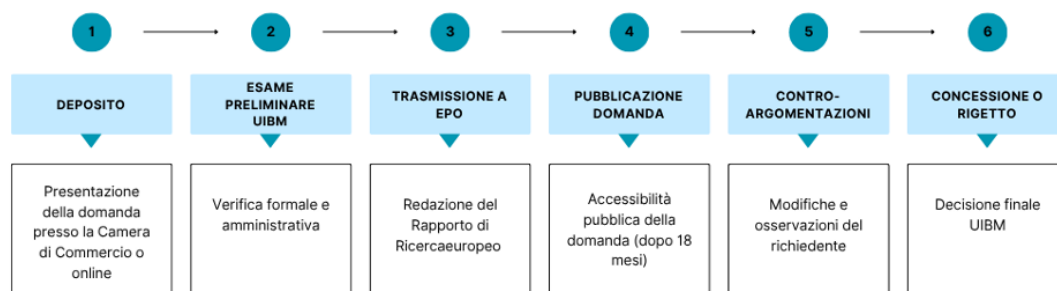 1
2
3
4
5
6
DEPOSITO
ESAME
PRELIMINARE
UIBM
TRASMISSIONE A
EPO
PUBBLICAZIONE
DOMANDA
CONTRO-
ARGOMENTAZIONI
CONCESSIONE O
RIGETTO
Presentazione
della domanda
presso la Camera
di Commercio o
online
Verifica formale e
amministrativa
Redazione del
Rapporto di
Ricercaeuropeo
Accessibilità
pubblica della
domanda (dopo 18
mesi)
Modifiche e
osservazioni del
richiedente
Decisione finale
UIBM